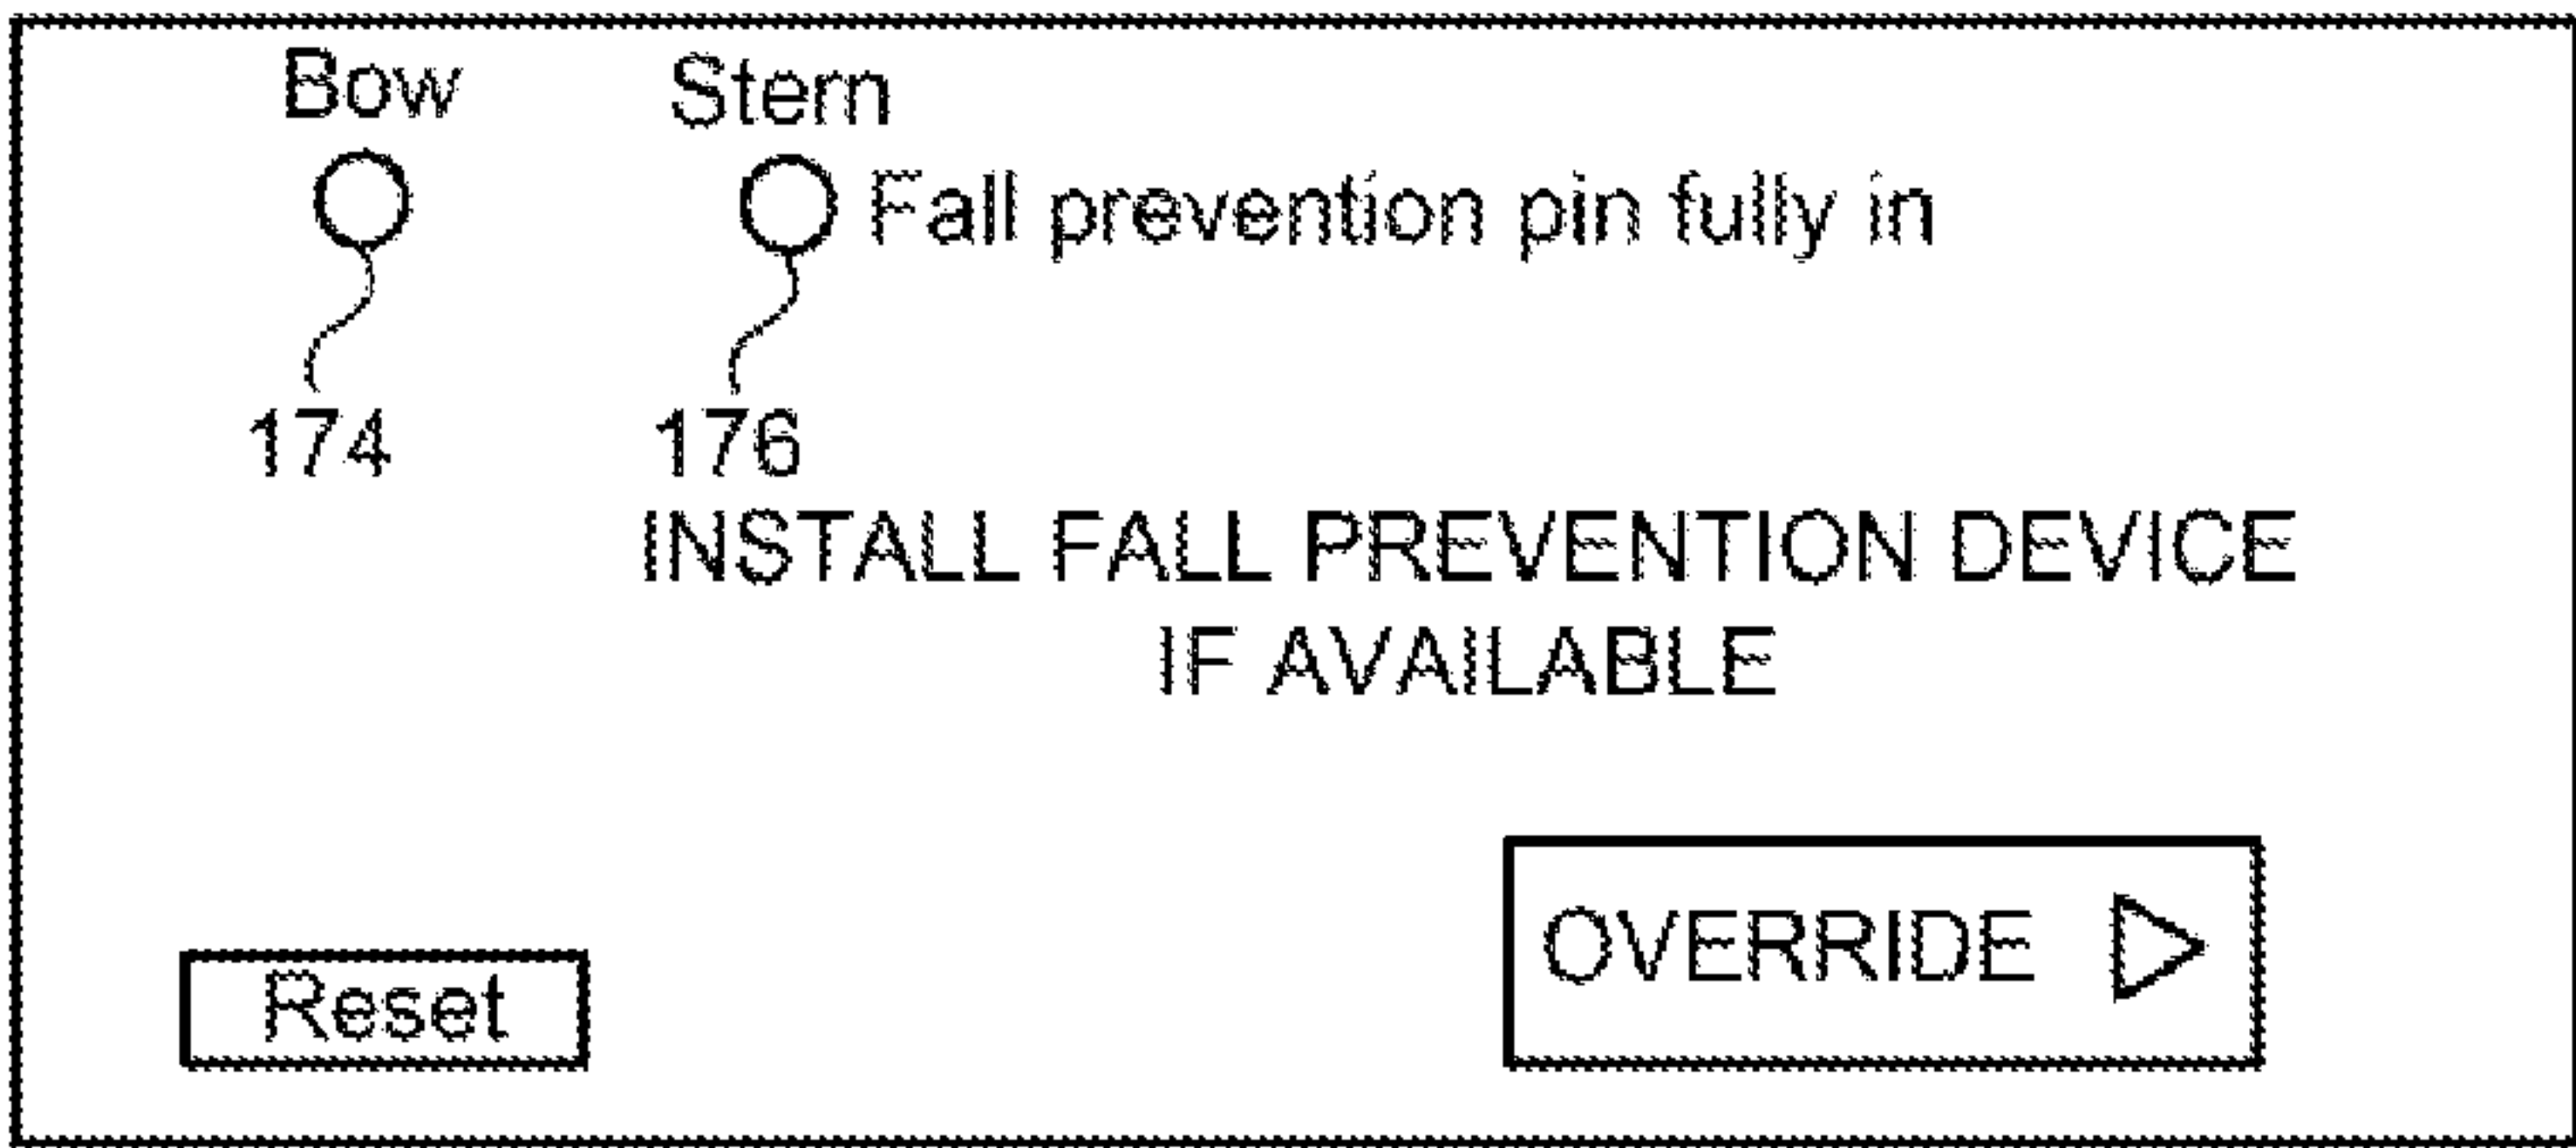 Bow Stern
Fall prevention pin fully in
174 176
INSTALL FALL PREVENTION DEVICE
IF AVAILABLE
OVERRIDE
Reset